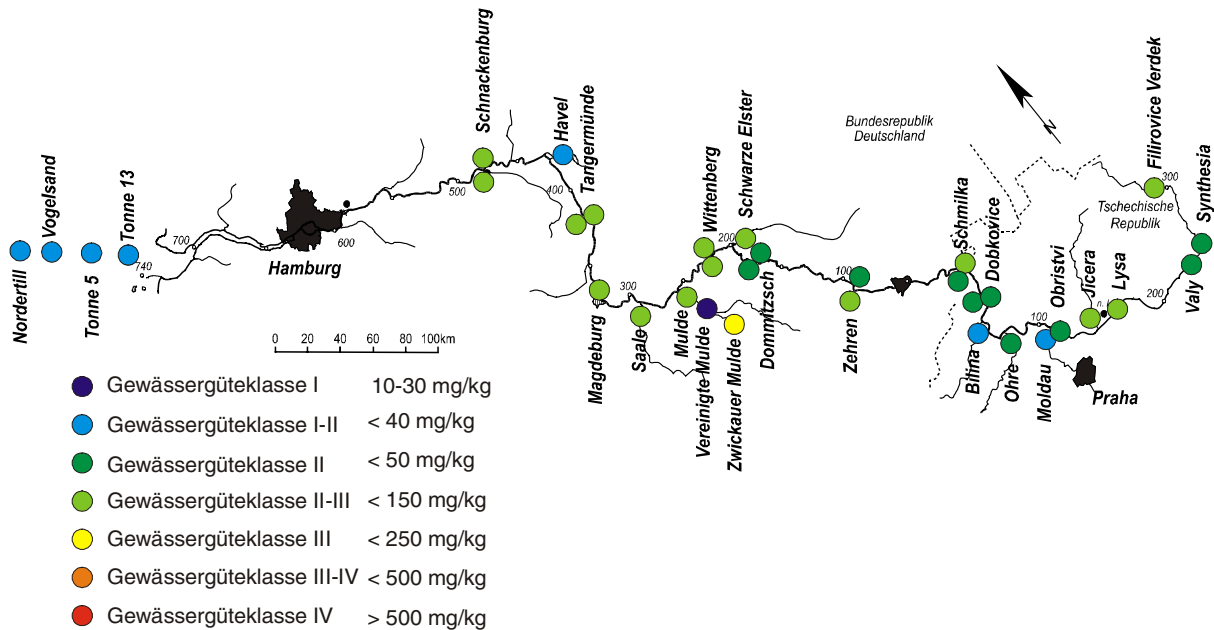 Nordertill
Vogelsand
Tonne 5
Tonne 13
740
700
Hamburg
600
500
Schnackenburg
Havel
400
Tangermünde
Magdeburg
300
Saale
Mulde
Vereinigte Mulde
Zwickauer Mulde
Wittenberg
200
Schwarze Elster
Dommitzsch
100
Zehren
Bundesrepublik
Deutschland
N
Schmilka
Dobkovice
Bilina
Ohre
Moldau
100
Obristvi
Praha
Jicera
n. l
Lysa
200
Tschechische
Republik
Filirovice Verdek
300
Synthesia
Valy
0 20 40 60 80 100km
Gewässergüteklasse I 10-30 mg/kg
Gewässergüteklasse I-II < 40 mg/kg
Gewässergüteklasse II < 50 mg/kg
Gewässergüteklasse II-III < 150 mg/kg
Gewässergüteklasse III < 250 mg/kg
Gewässergüteklasse III-IV < 500 mg/kg
Gewässergüteklasse IV > 500 mg/kg